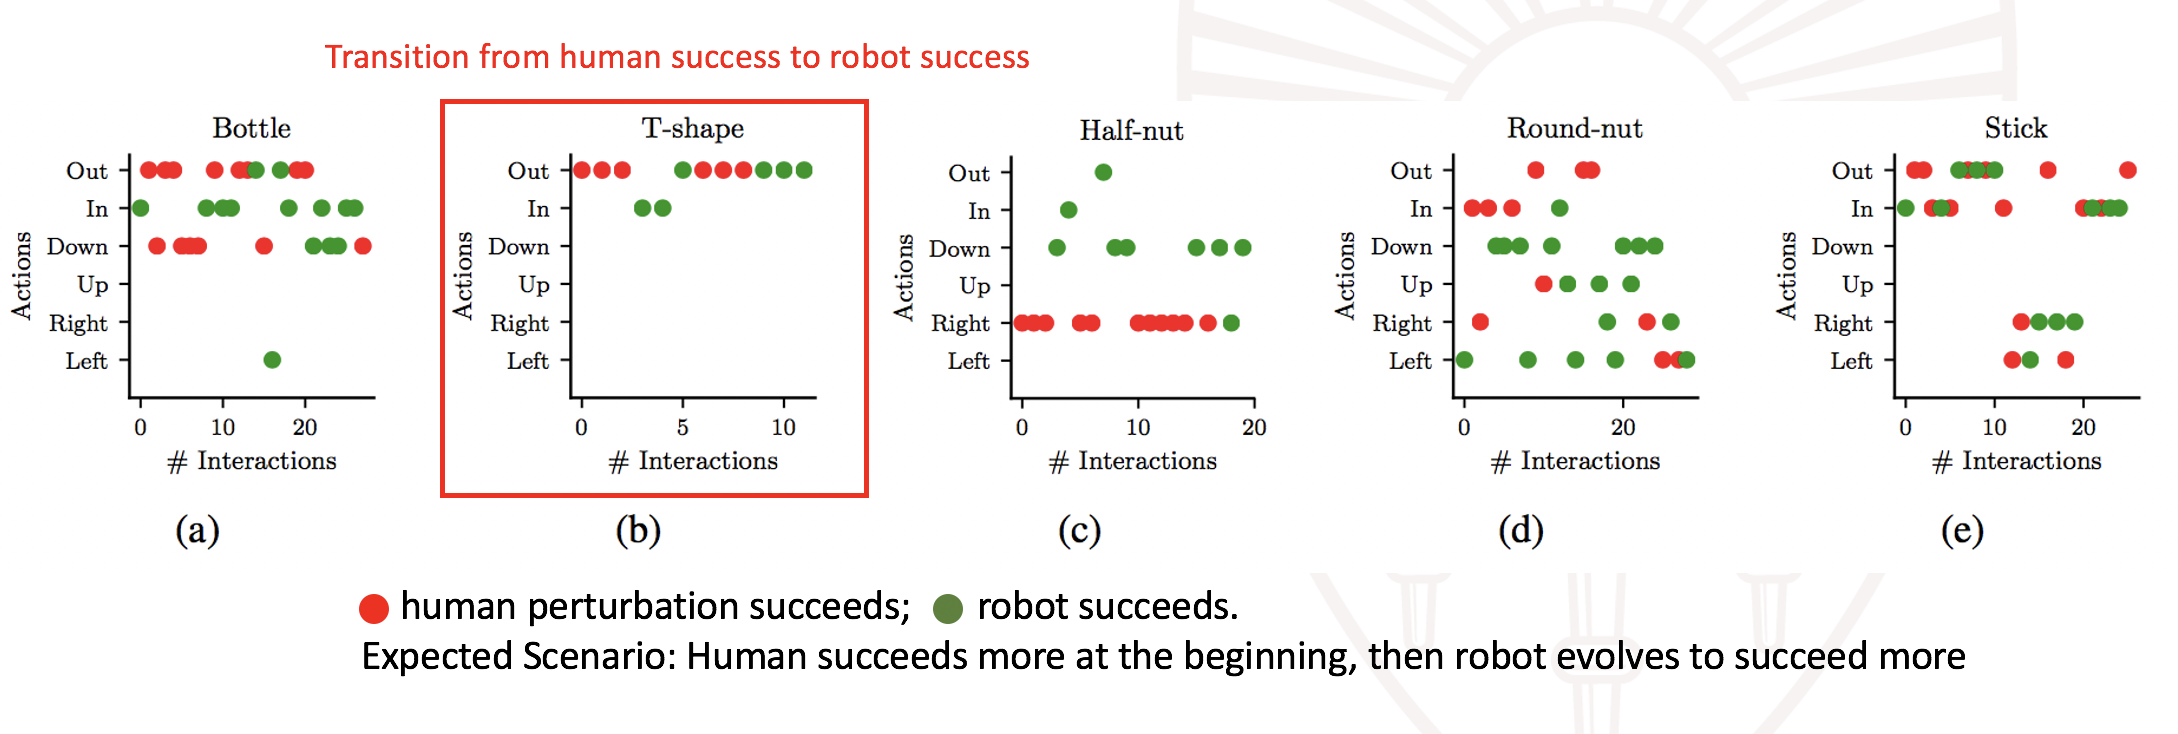 Transition from human success to robot success
Bottle
Out
In
Down
Up
Right
Left
Actions
0 10 20
# Interactions
(a)
T-shape
Out
In
Down
Up
Right
Left
Actions
0 5 10
# Interactions
(b)
Half-nut
Out
In
Down
Up
Right
Left
Actions
0 10 20
# Interactions
(c)
Round-nut
Out
In
Down
Up
Right
Left
Actions
0 20
# Interactions
(d)
Stick
Out
In
Down
Up
Right
Left
Actions
0 10 20
# Interactions
(e)
human perturbation succeeds; robot succeeds.
Expected Scenario: Human succeeds more at the beginning, then robot evolves to succeed more